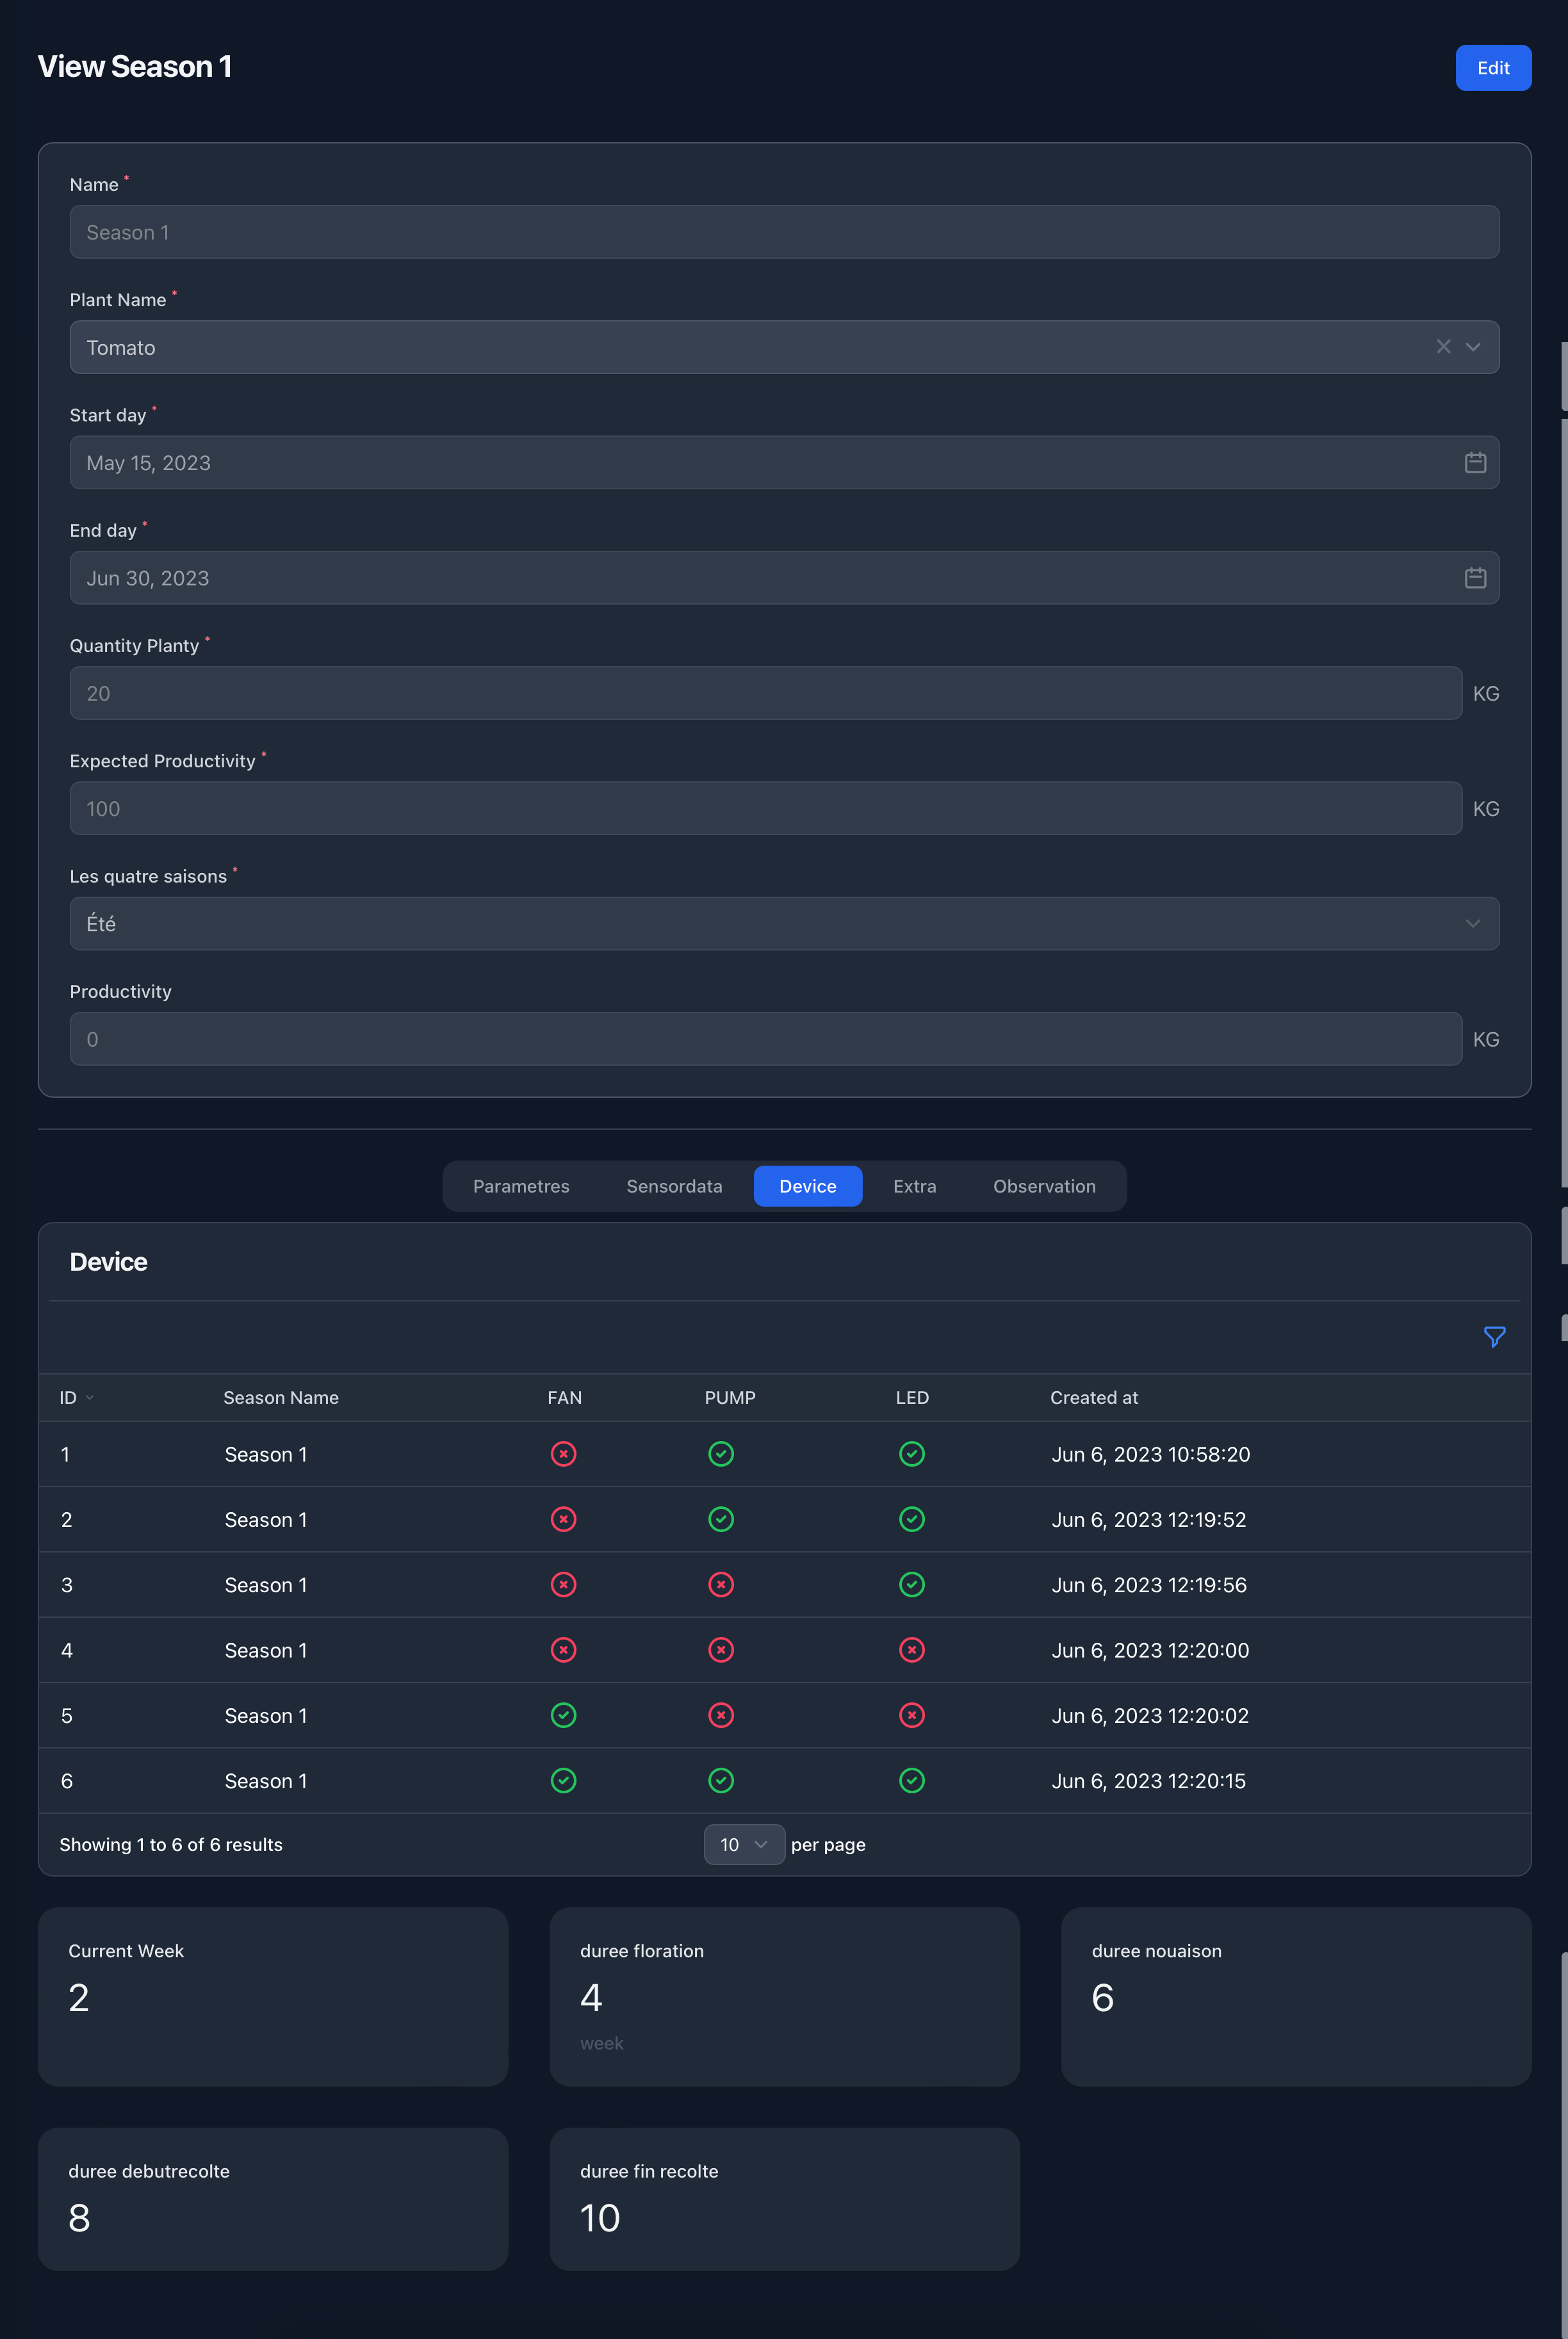 View Season 1
Edit
Name *
Season 1
Plant Name *
Tomato
Start day *
May 15, 2023
End day *
Jun 30, 2023
Quantity Planty *
20 KG
Expected Productivity *
100 KG
Les quatre saisons *
Été
Productivity
0 KG
Parametres Sensordata Device Extra Observation
Device
ID Season Name FAN PUMP LED Created at
1 Season 1 Jun 6, 2023 10:58:20
2 Season 1 Jun 6, 2023 12:19:52
3 Season 1 Jun 6, 2023 12:19:56
4 Season 1 Jun 6, 2023 12:20:00
5 Season 1 Jun 6, 2023 12:20:02
6 Season 1 Jun 6, 2023 12:20:15
Showing 1 to 6 of 6 results 10 per page
Current Week
2
duree floration
4
week
duree nouaison
6
duree debutrecolte
8
duree fin recolte
10